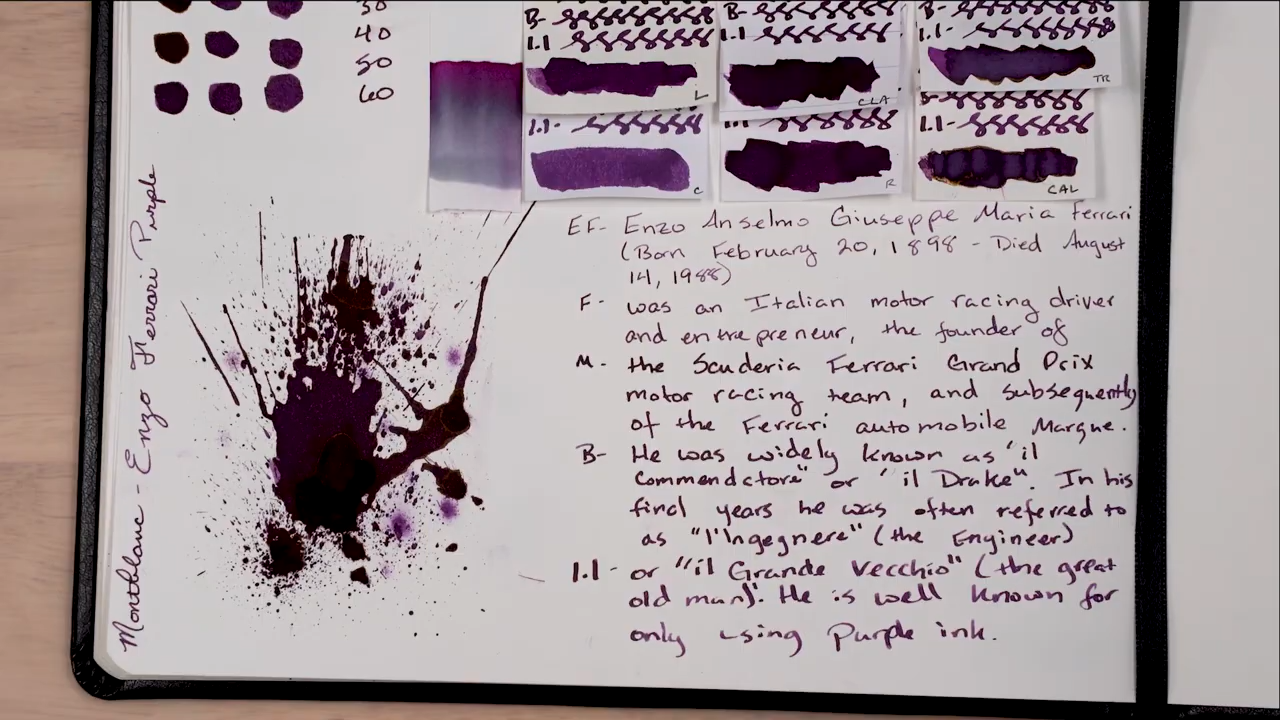 30
40
50
60
B-
1.1
L
B-
1.1
CLA
B-
1.1-
TR
1.1-
C
1.1
R
1.1-
CAL
Montblanc - Enzo Ferrari Purple
EF- Enzo Anselmo Giuseppe Maria Ferrari
(Born February 20, 1898 - Died August
14, 1988)
F- was an Italian motor racing driver
and entrepreneur, the founder of
M- the Scuderia Ferrari Grand Prix
motor racing team, and subsequently
of the Ferrari automobile Marque.
B- He was widely known as "il
Commendatore" or "il Drake". In his
final years he was often referred to
as "l'Ingegnere" (the Engineer)
1.1- or "il Grande Vecchio" (the great
old man)". He is well known for
only using Purple ink.